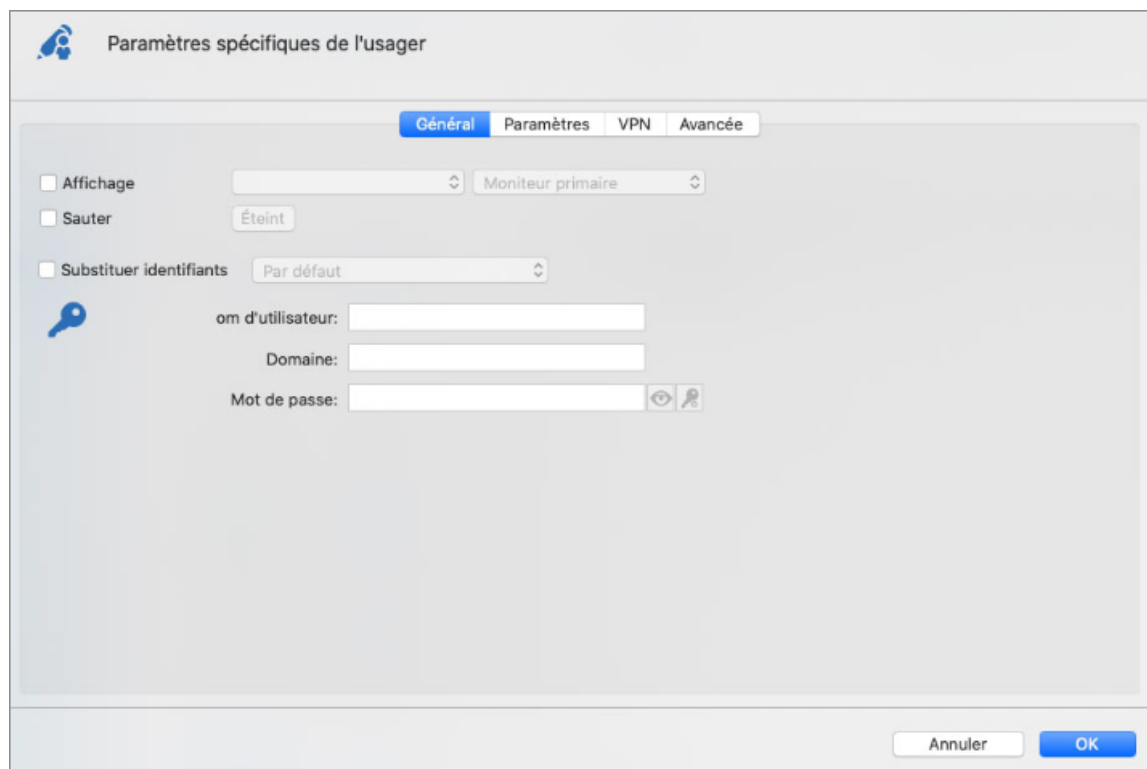 Paramètres spécifiques de l'usager
Général Paramètres VPN Avancée
Affichage Moniteur primaire
Sauter Éteint
Substituer identifiants Par défaut
om d'utilisateur:
Domaine:
Mot de passe:
Annuler OK